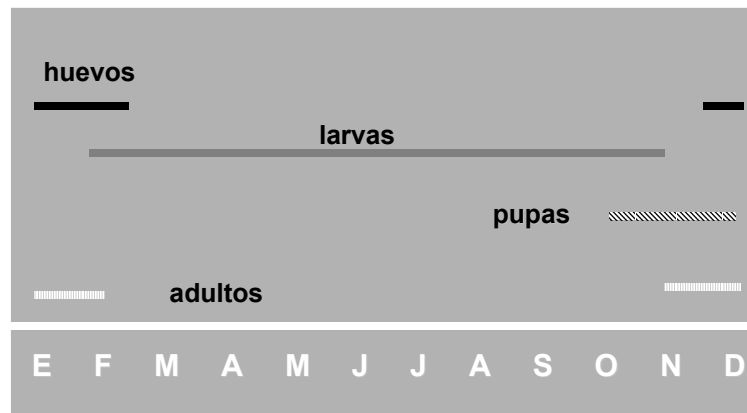 huevos
larvas
pupas
adultos
E F M A M J J A S O N D